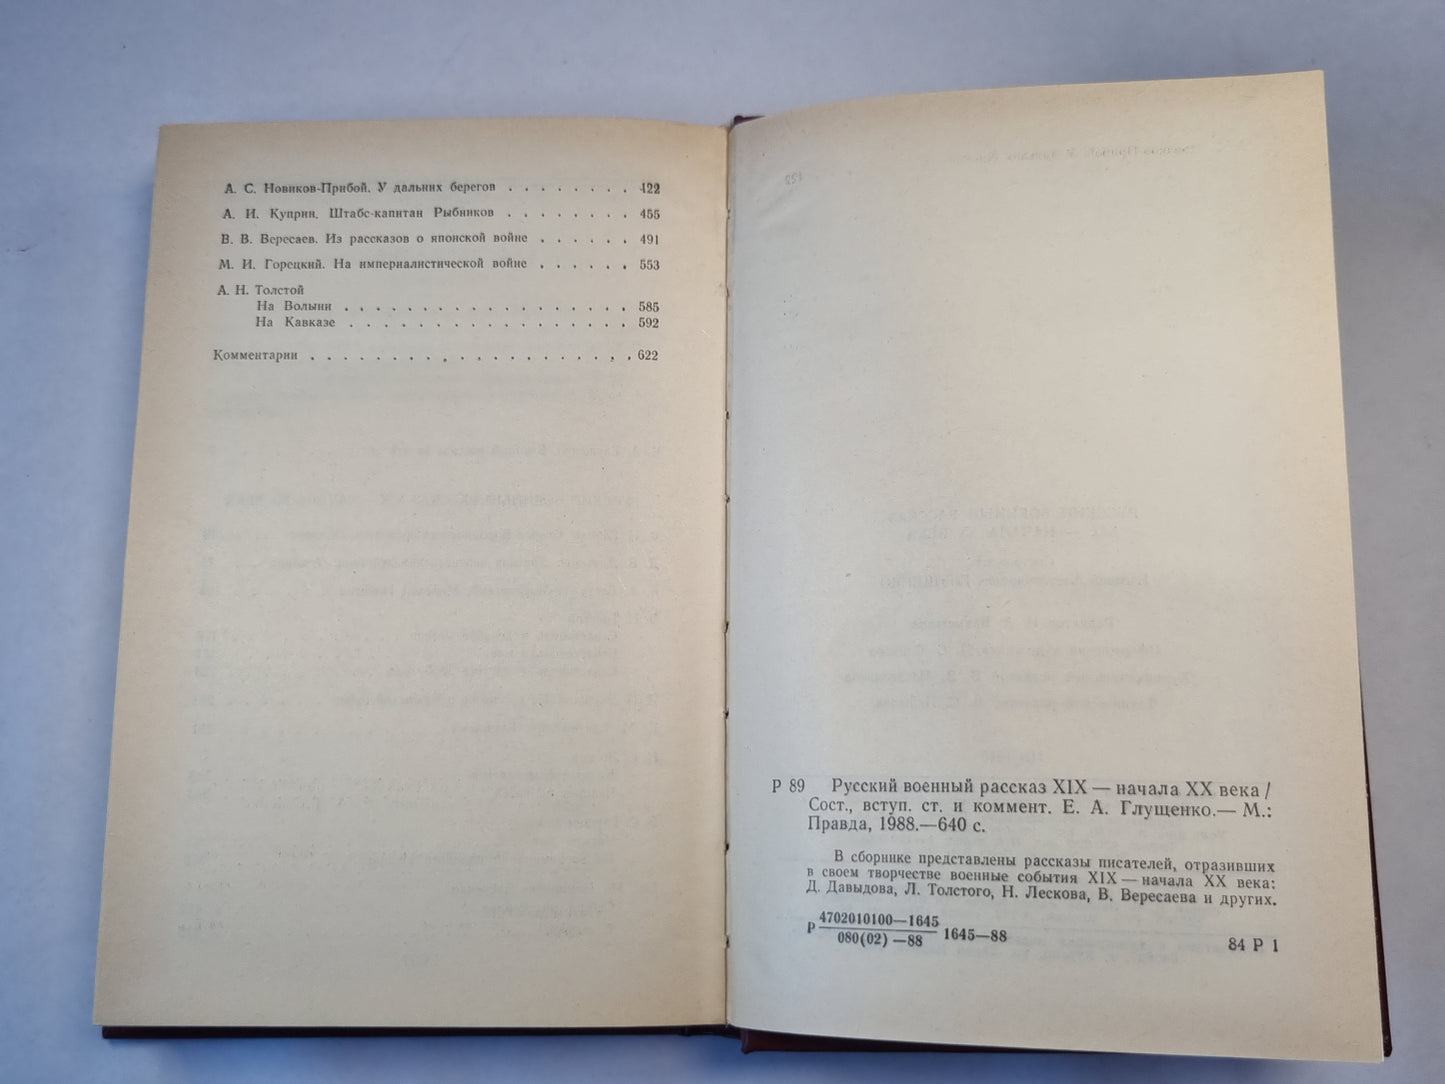 А. С. Новиков-Прибой. У дальних берегов . . . . . . . . 422
А. И. Куприн. Штабс-капитан Рыбников . . . . . . . . 455
В. В. Вересаев. Из рассказов о японской войне . . . . . . 491
М. И. Горецкий. На империалистической войне . . . . . . 553
А. Н. Толстой
На Волыни . . . . . . . . . . . . . . . . . 585
На Кавказе . . . . . . . . . . . . . . . . . 592
Комментарии . . . . . . . . . . . . . . . . . . . . 622
Р 89 Русский военный рассказ XIX — начала XX века /
Сост., вступ. ст. и коммент. Е. А. Глущенко.— М.:
Правда, 1988.—640 с.
В сборнике представлены рассказы писателей, отразивших
в своем творчестве военные события XIX — начала XX века:
Д. Давыдова, Л. Толстого, Н. Лескова, В. Вересаева и других.
Р 4702010100—1645
080(02) —88 1645—88
84 Р 1